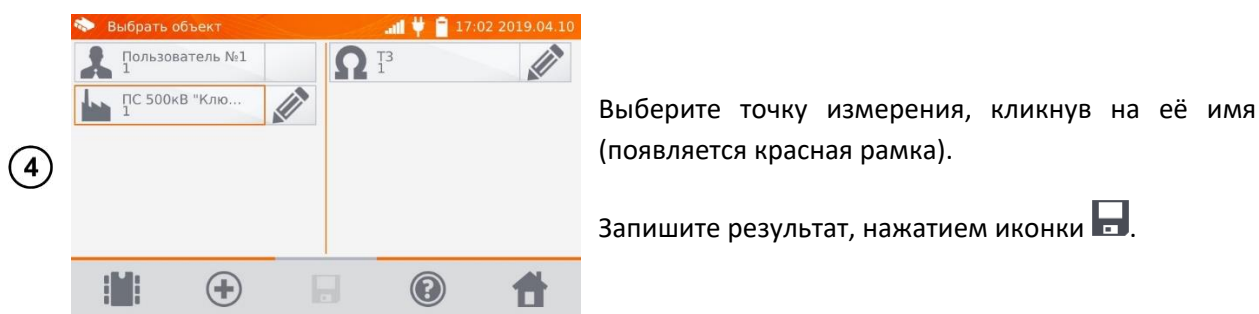 Выбрать объект
17:02 2019.04.10
Пользователь №1
1
ТЗ
1
ПС 500кВ "Клю...
1
4
Выберите точку измерения, кликнув на её имя
(появляется красная рамка).
Запишите результат, нажатием иконки .